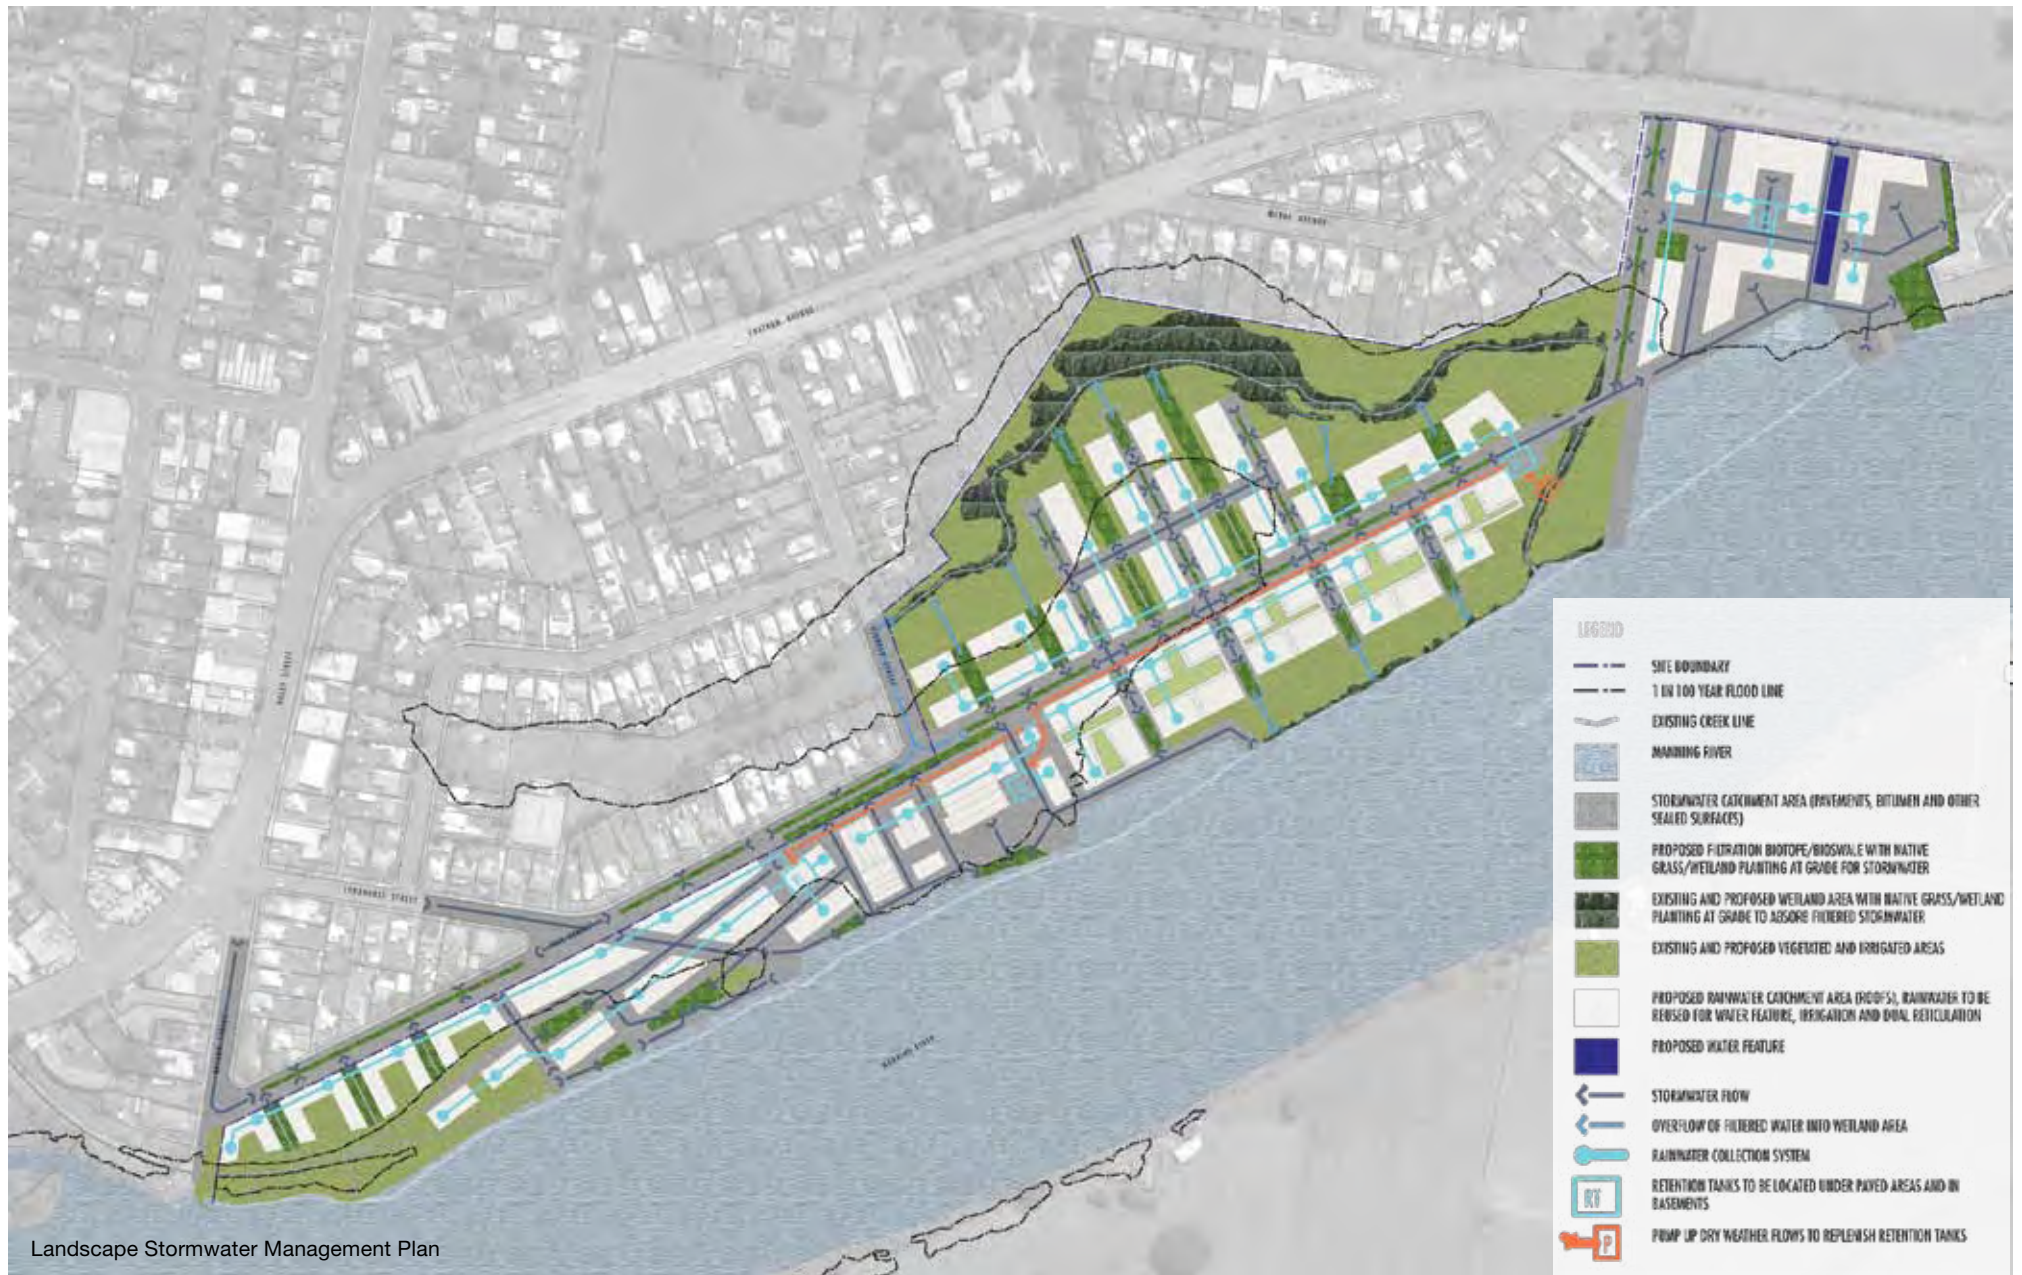 CHATHAM AVENUE
MANNING RIVER
LEGEND
SITE BOUNDARY
1 IN 100 YEAR FLOOD LINE
EXISTING CREEK LINE
MANNING RIVER
STORMWATER CATCHMENT AREA (PAVEMENTS, BITUMEN AND OTHER
SEALED SURFACES)
PROPOSED FILTRATION BIOTOPE/BIOSWALE WITH NATIVE
GRASS/WETLAND PLANTING AT GRADE FOR STORMWATER
EXISTING AND PROPOSED WETLAND AREA WITH NATIVE GRASS/WETLAND
PLANTING AT GRADE TO ABSORB FILTERED STORMWATER
EXISTING AND PROPOSED VEGETATED AND IRRIGATED AREAS
PROPOSED RAINWATER CATCHMENT AREA (ROOFS), RAINWATER TO BE
REUSED FOR WATER FEATURE, IRRIGATION AND DUAL RETICULATION
PROPOSED WATER FEATURE
STORMWATER FLOW
OVERFLOW OF FILTERED WATER INTO WETLAND AREA
RAINWATER COLLECTION SYSTEM
RT
RETENTION TANKS TO BE LOCATED UNDER PAVED AREAS AND IN
BASEMENTS
P
PUMP UP DRY WEATHER FLOWS TO REPLENISH RETENTION TANKS
Landscape Stormwater Management Plan